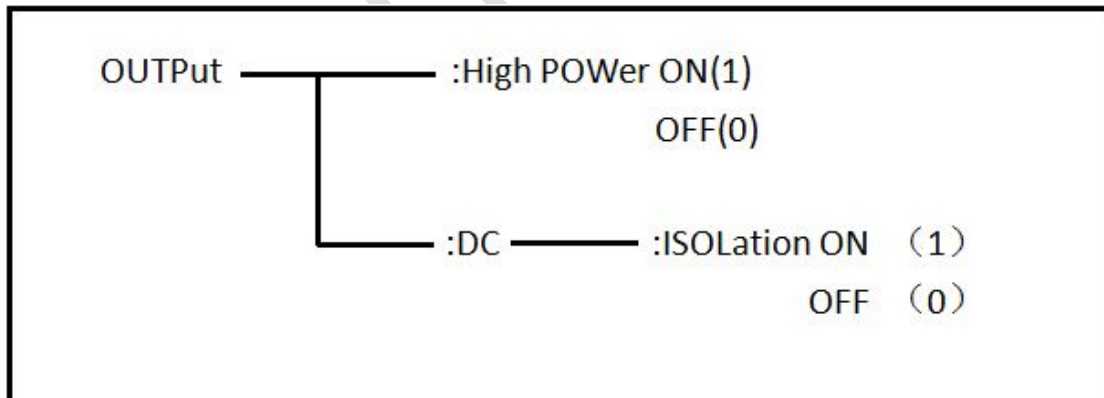 OUTPut :High POWer ON(1)
OFF(0)
:DC :ISOLation ON （1）
OFF （0）